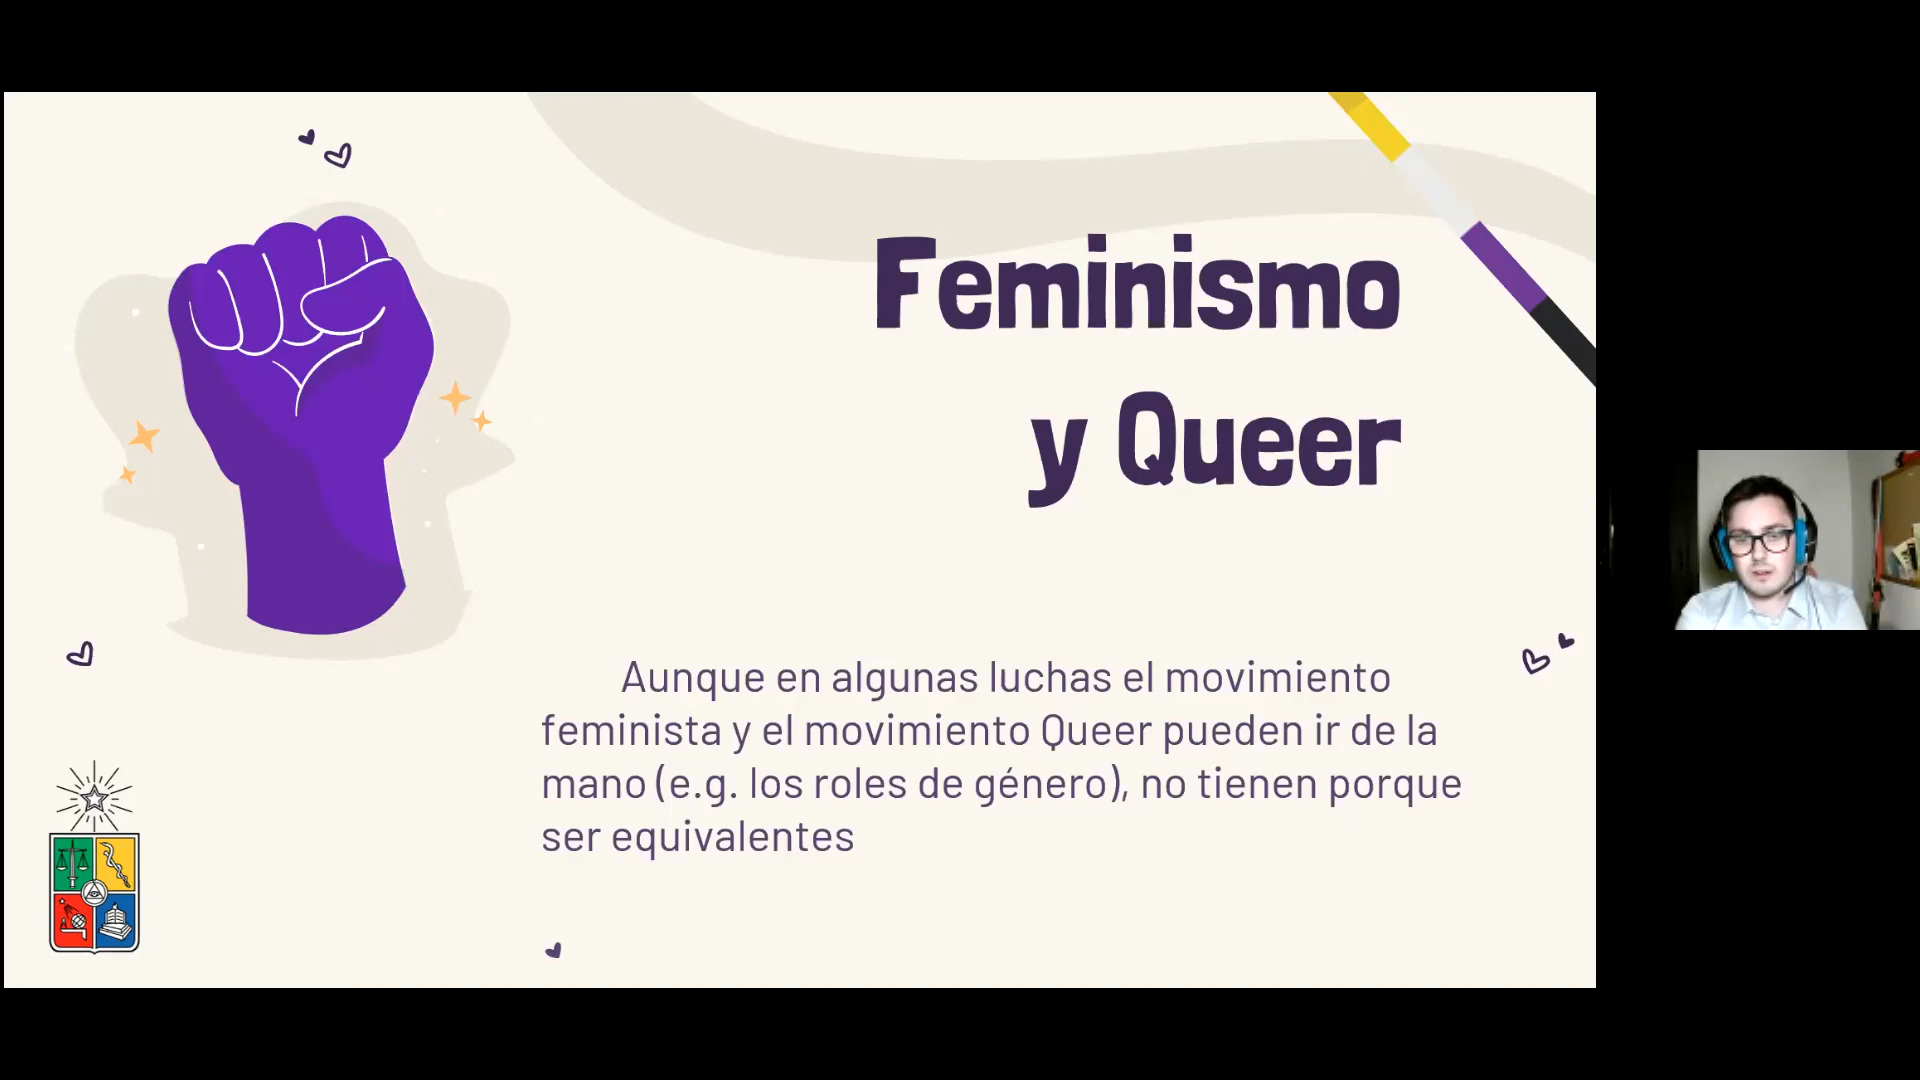 Feminismo
y Queer
Aunque en algunas luchas el movimiento
feminista y el movimiento Queer pueden ir de la
mano (e.g. los roles de género), no tienen porque
ser equivalentes